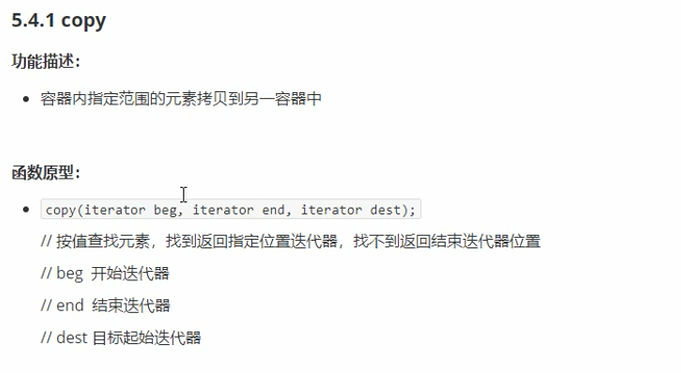 5.4.1 copy
功能描述：
容器内指定范围的元素拷贝到另一容器中
函数原型：
copy(iterator beg, iterator end, iterator dest);
// 按值查找元素，找到返回指定位置迭代器，找不到返回结束迭代器位置
// beg 开始迭代器
// end 结束迭代器
// dest 目标起始迭代器